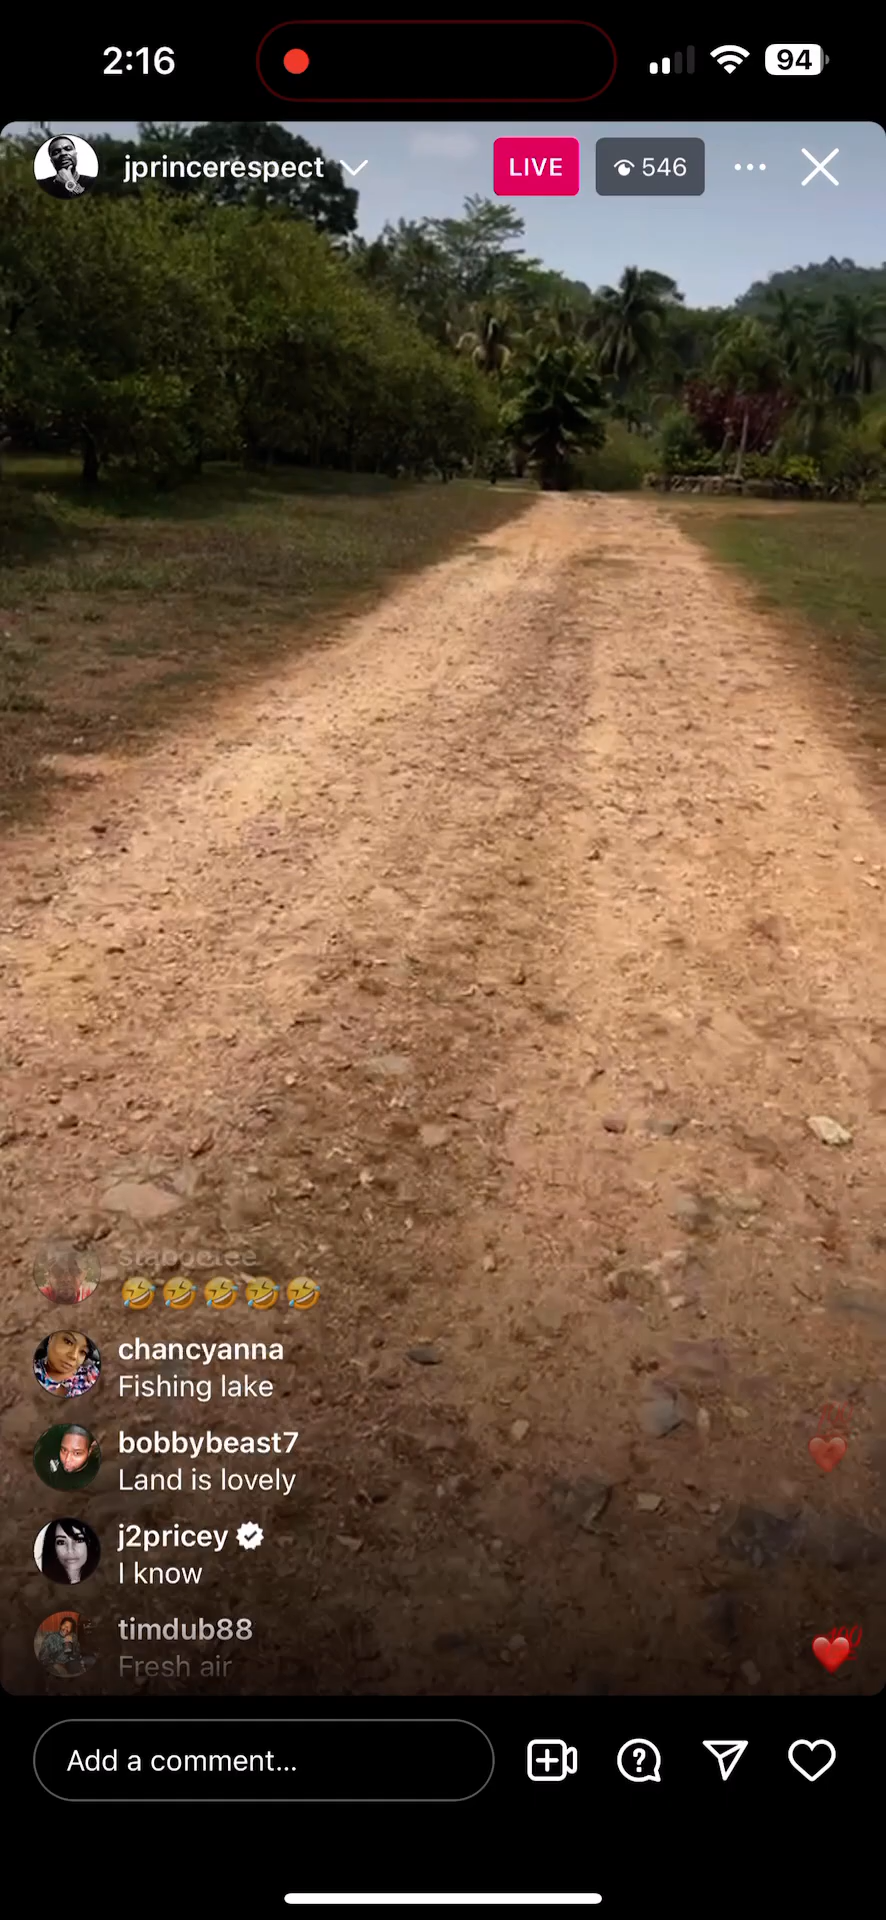 2:16
94
jprincerespect
LIVE
546
chancyanna
Fishing lake
bobbybeast7
Land is lovely
j2pricey
I know
timdub88
Fresh air
Add a comment...